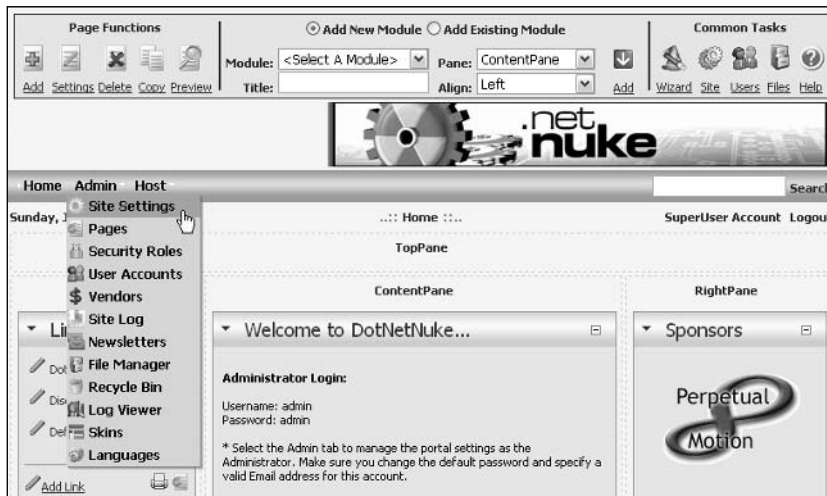 Page Functions
Add New Module Add Existing Module
Common Tasks
Module: <Select A Module> Pane: ContentPane
Title: Align: Left
Add Settings Delete Copy Preview
Add
Wizard Site Users Files Help
.net
nuke
Home Admin Host
Search
Sunday,
..:: Home ::..
SuperUser Account Logou
Site Settings
Pages
Security Roles
User Accounts
Vendors
Site Log
Newsletters
File Manager
Recycle Bin
Log Viewer
Skins
Languages
TopPane
ContentPane
RightPane
Li
Dot
Disc
Def
Add Link
Welcome to DotNetNuke...
Administrator Login:
Username: admin
Password: admin
* Select the Admin tab to manage the portal settings as the
Administrator. Make sure you change the default password and specify a
valid Email address for this account.
Sponsors
Perpetual
Motion